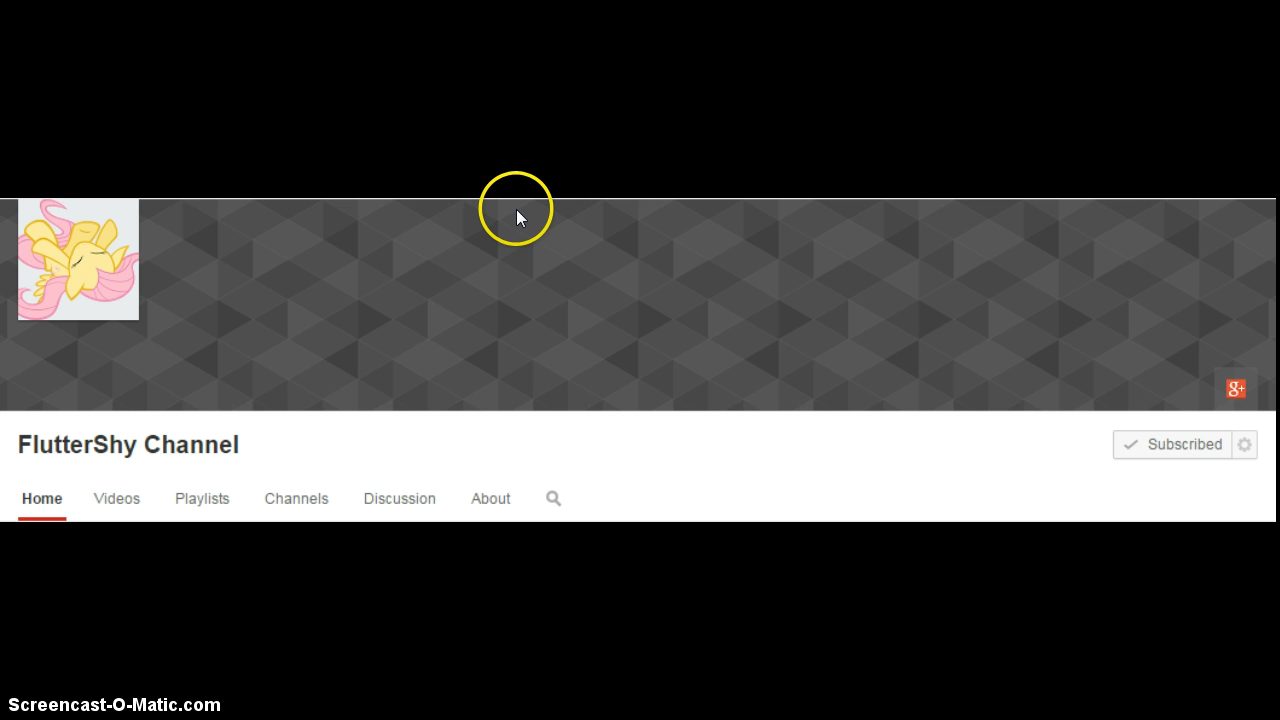 g+
FlutterShy Channel
Subscribed
Home Videos Playlists Channels Discussion About
Screencast-O-Matic.com